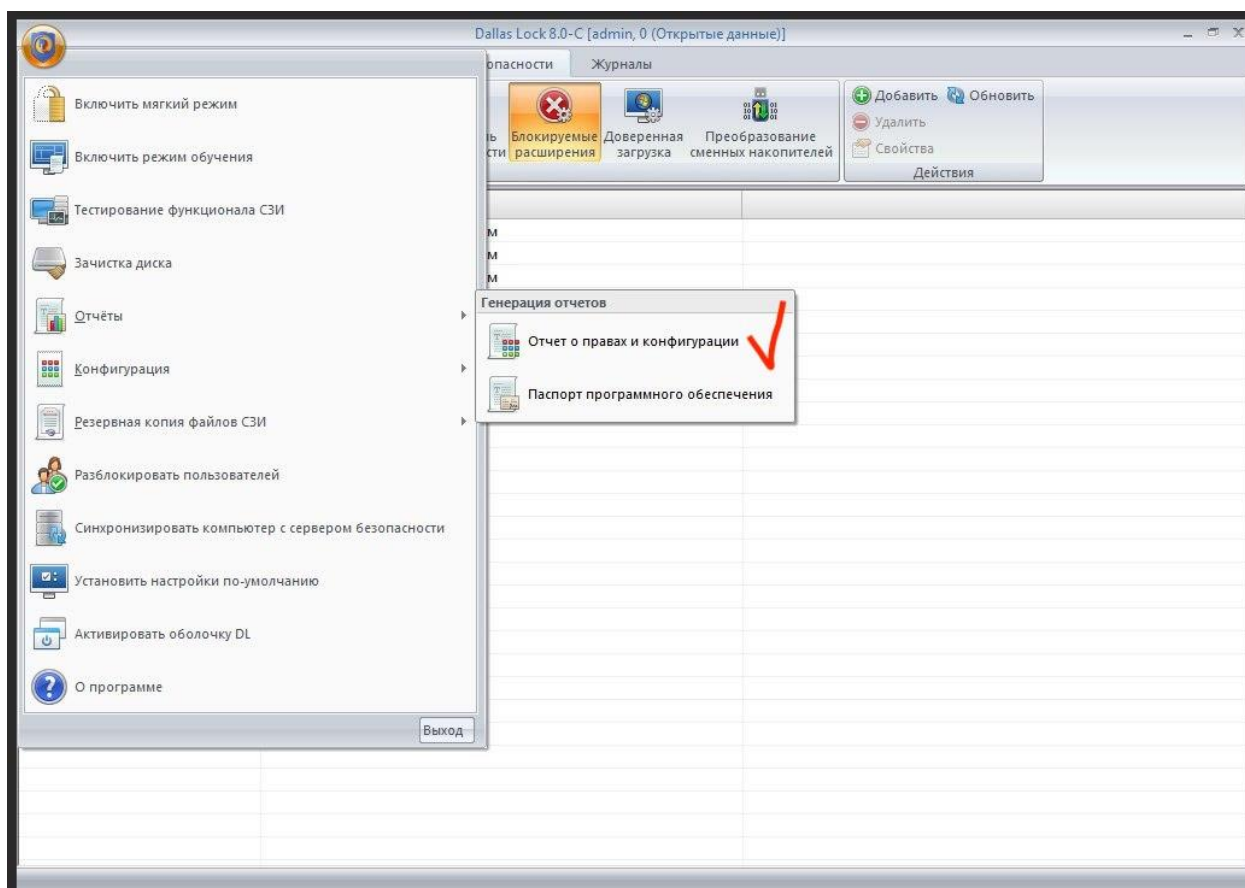 Dallas Lock 8.0-C [admin, 0 (Открытые данные)]
Журналы
Блокируемые расширения
Доверенная загрузка
Преобразование сменных накопителей
Добавить
Обновить
Удалить
Свойства
Действия
Включить мягкий режим
Включить режим обучения
Тестирование функционала СЗИ
Зачистка диска
Отчёты
Конфигурация
Резервная копия файлов СЗИ
Разблокировать пользователей
Синхронизировать компьютер с сервером безопасности
Установить настройки по-умолчанию
Активировать оболочку DL
О программе
Выход
Генерация отчетов
Отчет о правах и конфигурации
Паспорт программного обеспечения